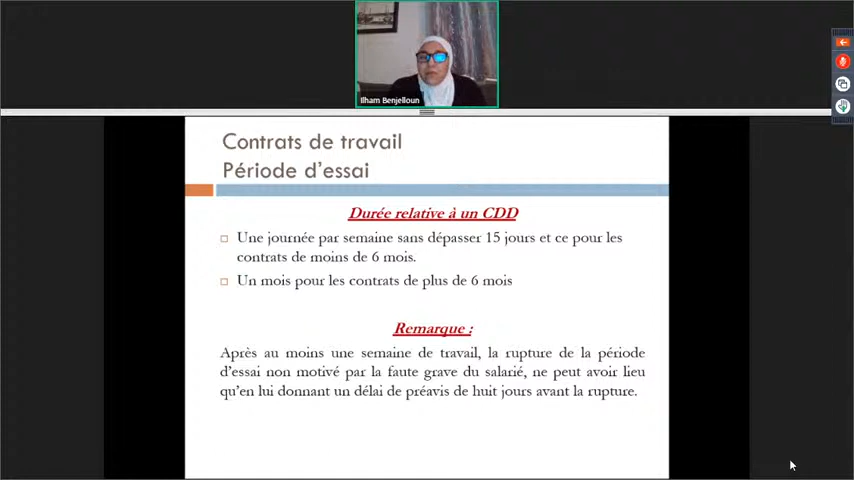 Ilham Benjelloun
Contrats de travail
Période d'essai
Durée relative à un CDD
Une journée par semaine sans dépasser 15 jours et ce pour les
contrats de moins de 6 mois.
Un mois pour les contrats de plus de 6 mois
Remarque :
Après au moins une semaine de travail, la rupture de la période
d'essai non motivé par la faute grave du salarié, ne peut avoir lieu
qu'en lui donnant un délai de préavis de huit jours avant la rupture.